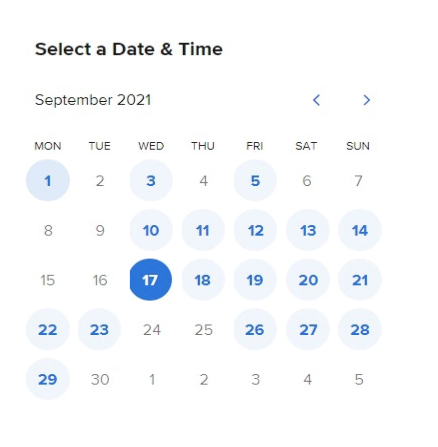 Select a Date & Time
September 2021
MON TUE WED THU FRI SAT SUN
1 2 3 4 5 6 7
8 9 10 11 12 13 14
15 16 17 18 19 20 21
22 23 24 25 26 27 28
29 30 1 2 3 4 5